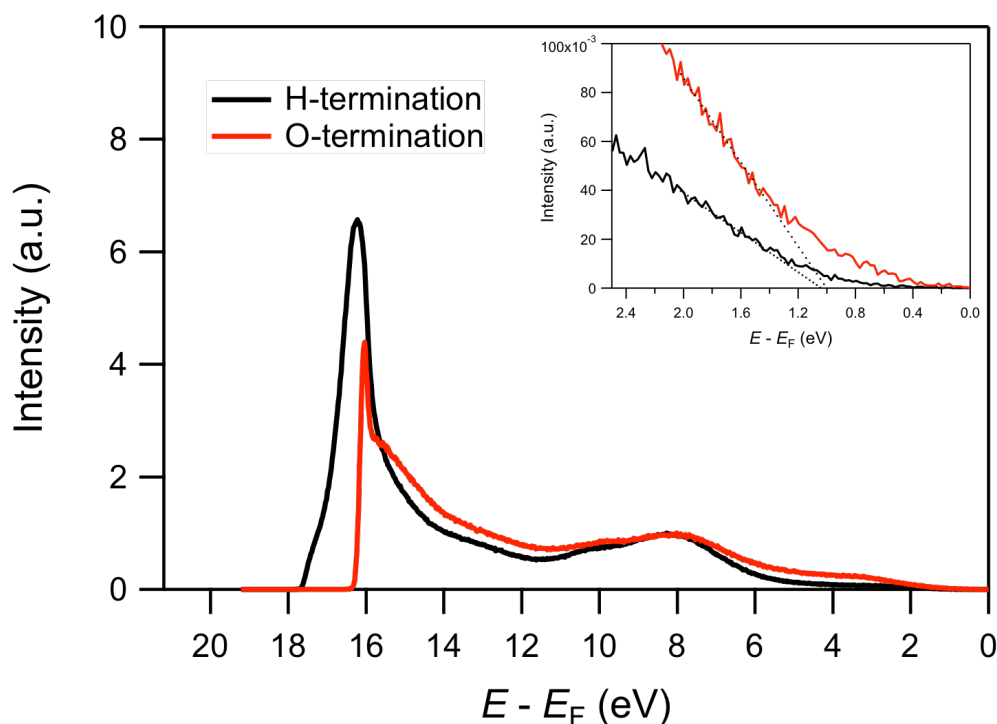 10
8
6
4
2
0
Intensity (a.u.)
H-termination
O-termination
100x10⁻³
80
60
40
20
0
Intensity (a.u.)
2.4 2.0 1.6 1.2 0.8 0.4 0.0
E - E_F (eV)
20 18 16 14 12 10 8 6 4 2 0
E - E_F (eV)